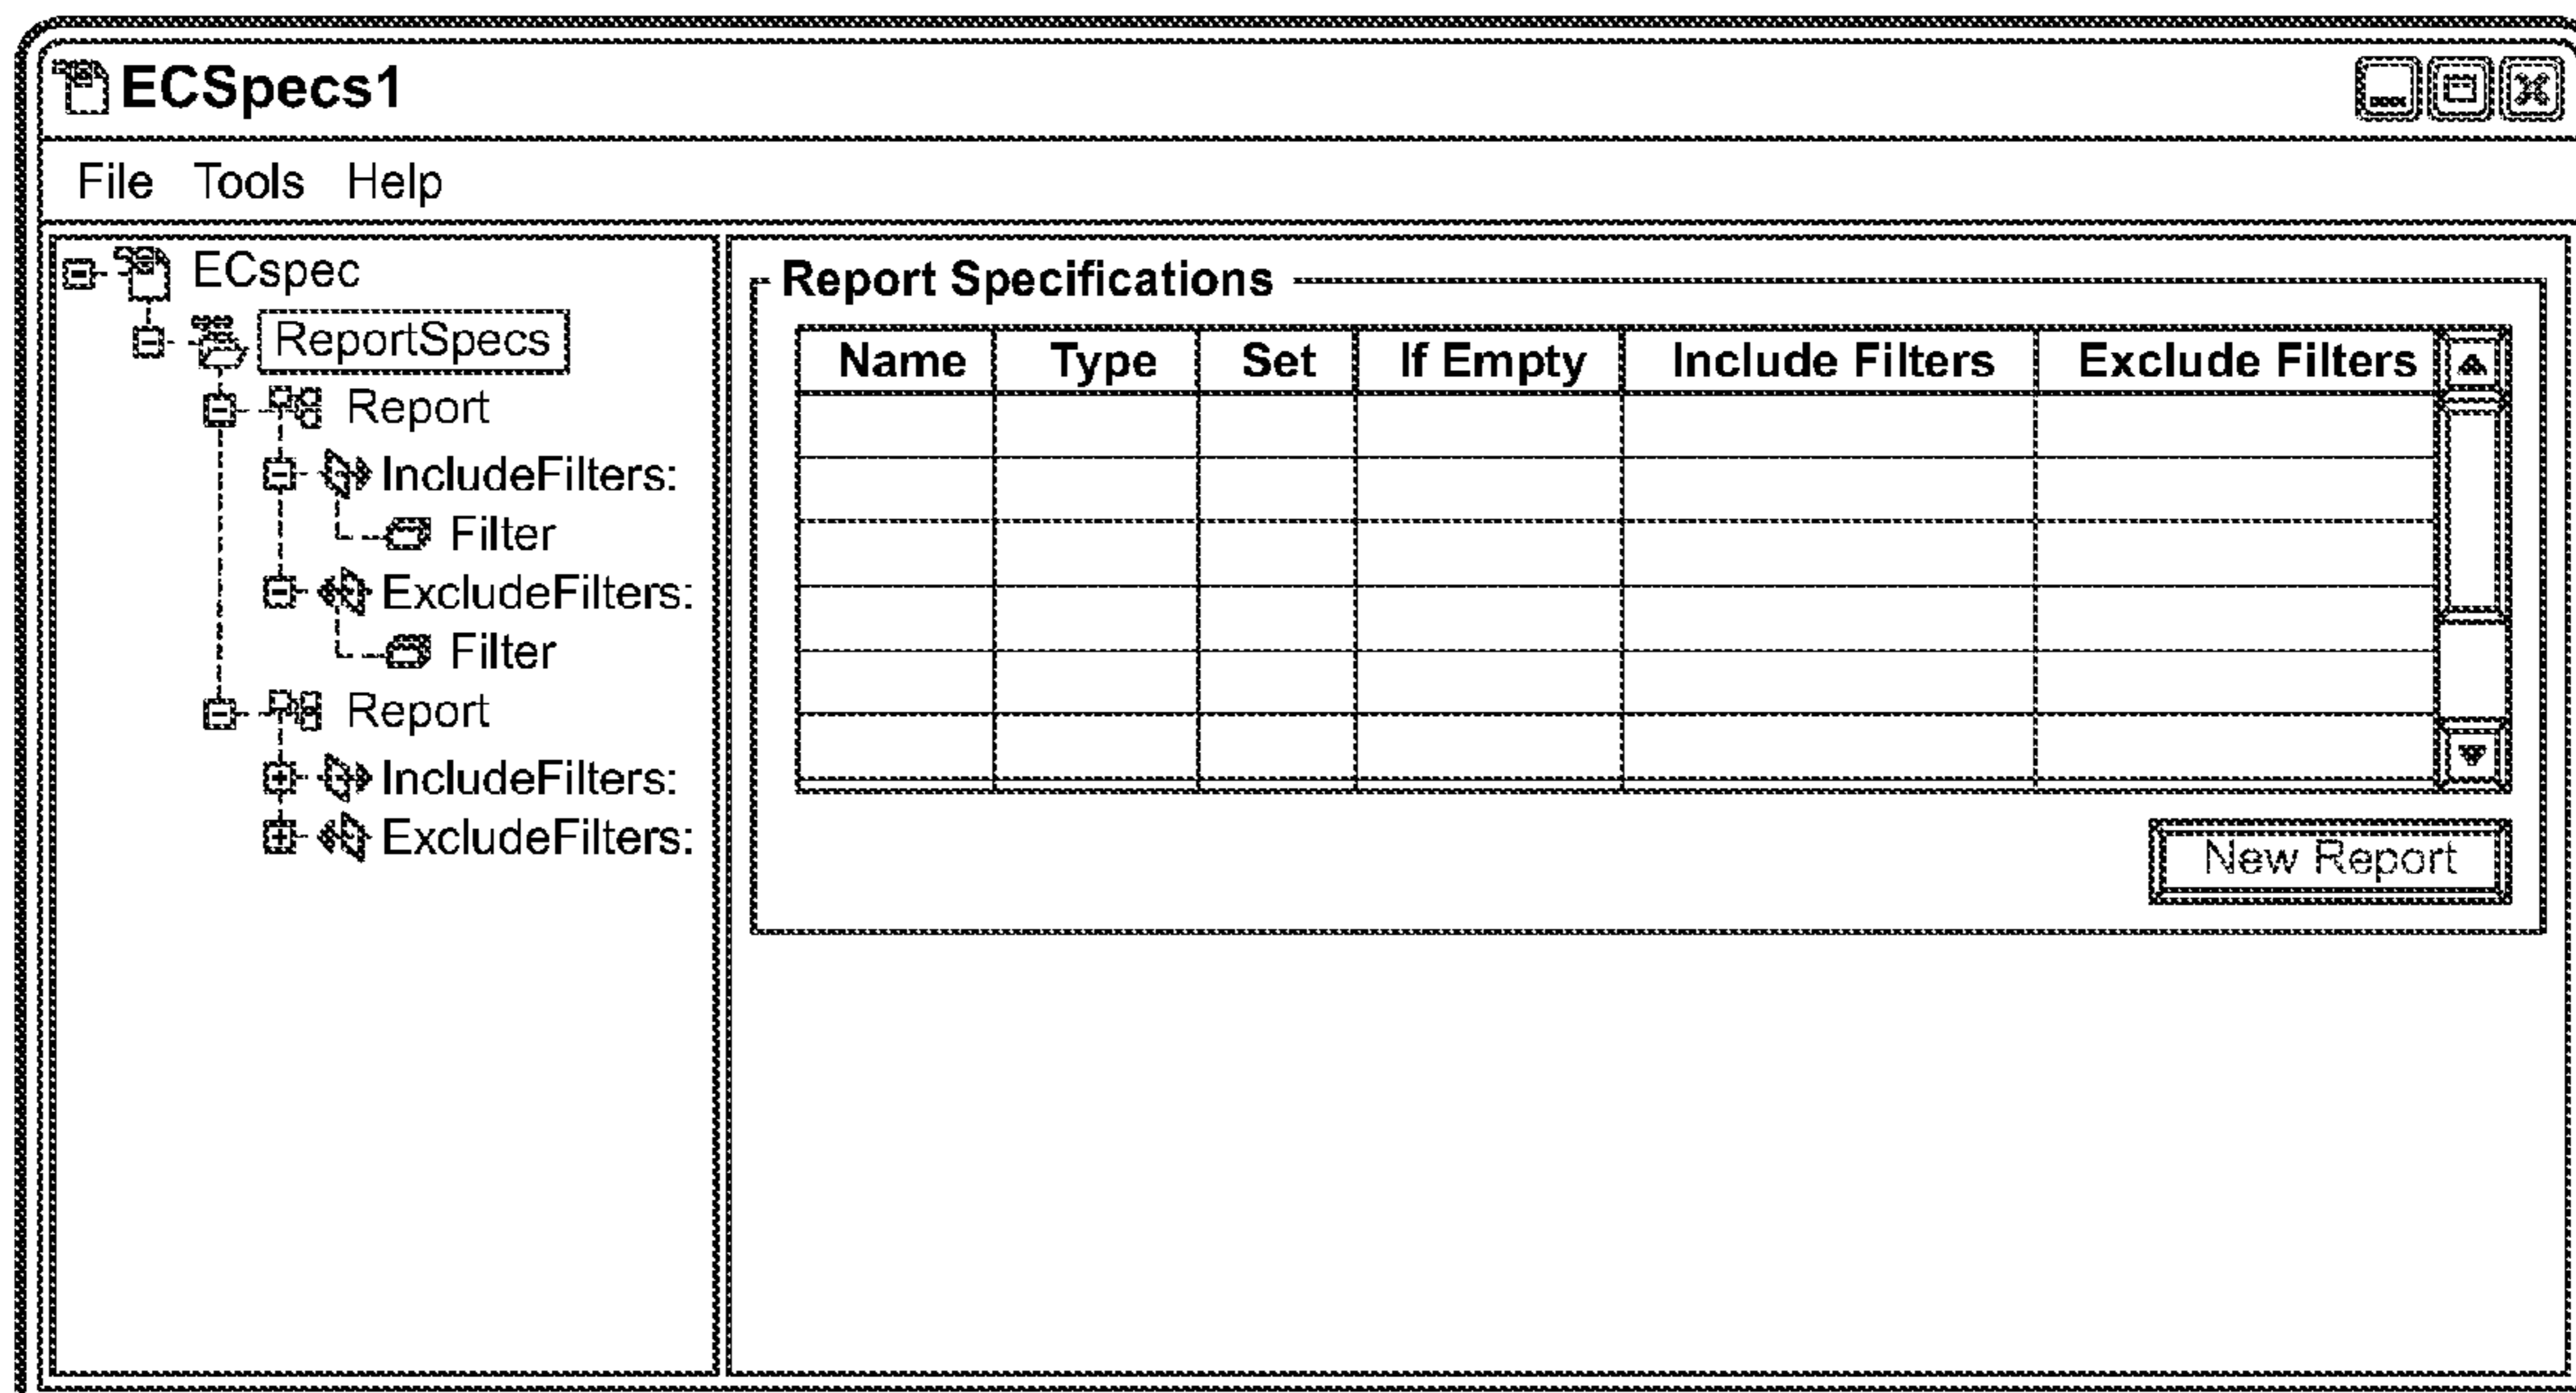 ECSpecs1
File Tools Help
ECspec
ReportSpecs
Report
IncludeFilters:
Filter
ExcludeFilters:
Filter
Report
IncludeFilters:
ExcludeFilters:
Report Specifications
Name Type Set If Empty Include Filters Exclude Filters
New Report